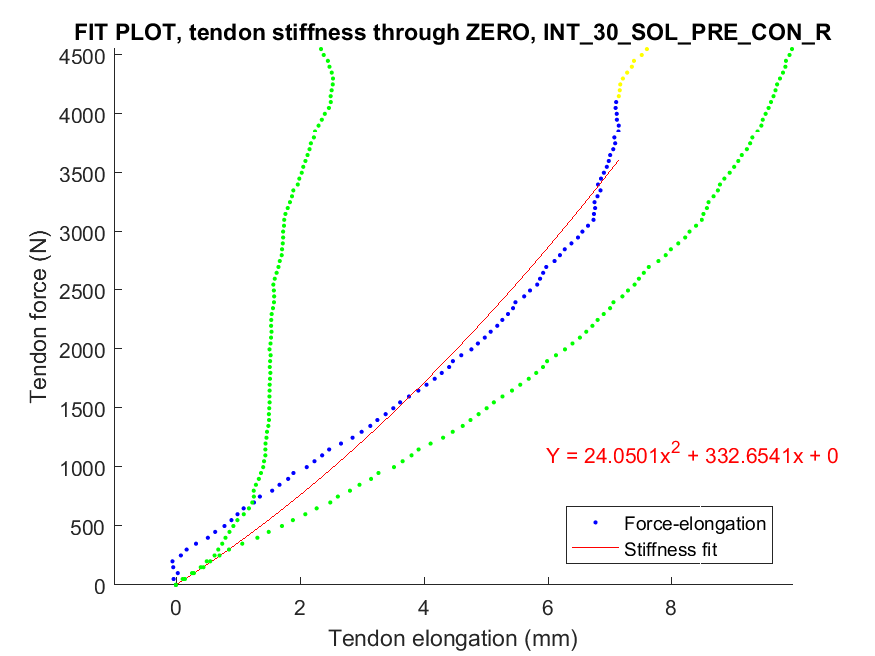 FIT PLOT, tendon stiffness through ZERO, INT_30_SOL_PRE_CON_R
4500
4000
3500
3000
2500
2000
1500
1000
500
0
Tendon force (N)
Y = 24.0501x² + 332.6541x + 0
Force-elongation
Stiffness fit
0 2 4 6 8
Tendon elongation (mm)